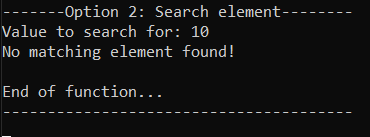 -------Option 2: Search element--------
Value to search for: 10
No matching element found!
End of function...
---------------------------------------